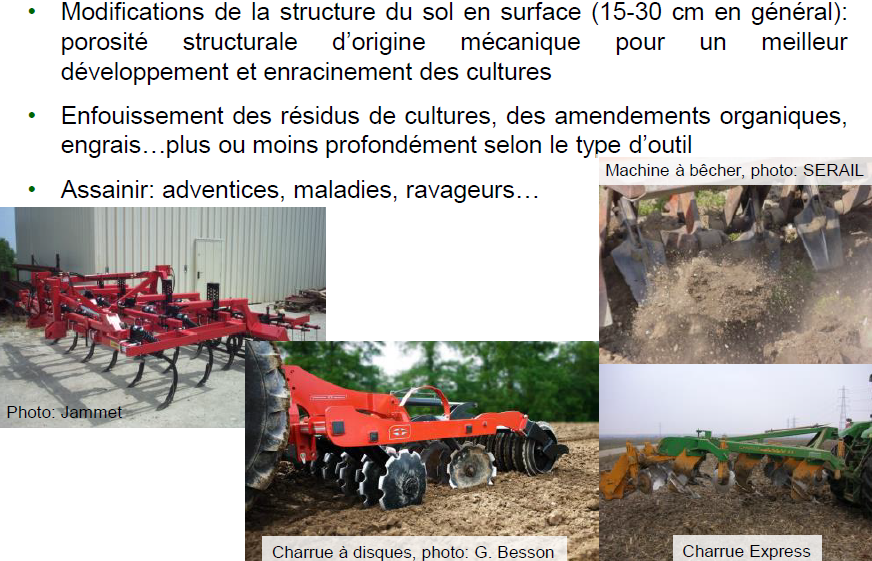 • Modifications de la structure du sol en surface (15-30 cm en général):
porosité structurale d’origine mécanique pour un meilleur
développement et enracinement des cultures
• Enfouissement des résidus de cultures, des amendements organiques,
engrais…plus ou moins profondément selon le type d’outil
• Assainir: adventices, maladies, ravageurs…
Machine à bêcher, photo: SERAIL
Photo: Jammet
Charrue à disques, photo: G. Besson
Charrue Express